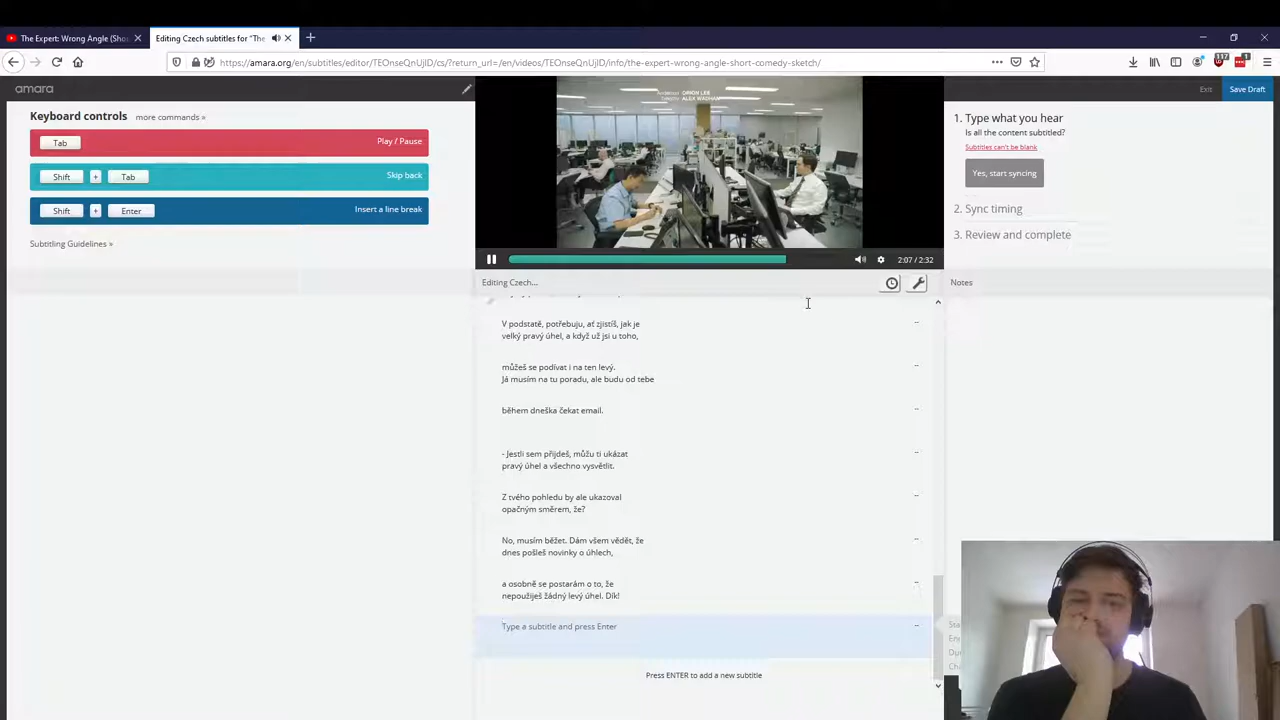 The Expert: Wrong Angle (Sho
Editing Czech subtitles for "The
https://amara.org/en/subtitles/editor/TEOnseQnUjID/cs/?return_url=/en/videos/TEOnseQnUjID/info/the-expert-wrong-angle-short-comedy-sketch/
117
amara
Exit
Save Draft
Keyboard controls
more commands »
Tab
Play / Pause
Shift + Tab
Skip back
Shift + Enter
Insert a line break
Subtitling Guidelines »
ORION LEE
ALEX WADHAM
2:07 / 2:32
Editing Czech...
V podstatě, potřebuju, ať zjistíš, jak je
velký pravý úhel, a když už jsi u toho,
můžeš se podívat i na ten levý.
Já musím na tu poradu, ale budu od tebe
během dneška čekat email.
- Jestli sem přijdeš, můžu ti ukázat
pravý úhel a všechno vysvětlit.
Z tvého pohledu by ale ukazoval
opačným směrem, že?
No, musím běžet. Dám všem vědět, že
dnes pošleš novinky o úhlech,
a osobně se postarám o to, že
nepoužiješ žádný levý úhel. Dík!
Type a subtitle and press Enter
Press ENTER to add a new subtitle
1. Type what you hear
Is all the content subtitled?
Subtitles can't be blank
Yes, start syncing
2. Sync timing
3. Review and complete
Notes